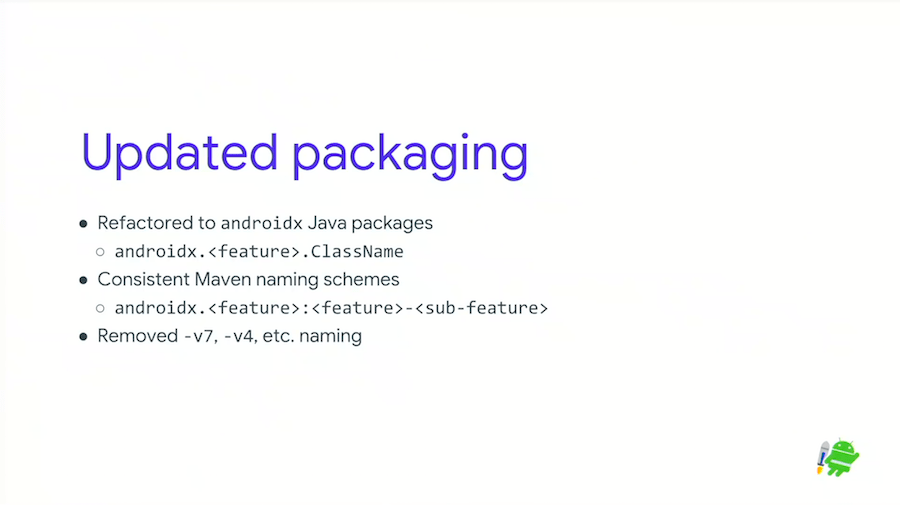 Updated packaging
● Refactored to androidx Java packages
○ androidx.<feature>.ClassName
● Consistent Maven naming schemes
○ androidx.<feature>:<feature>-<sub-feature>
● Removed -v7, -v4, etc. naming